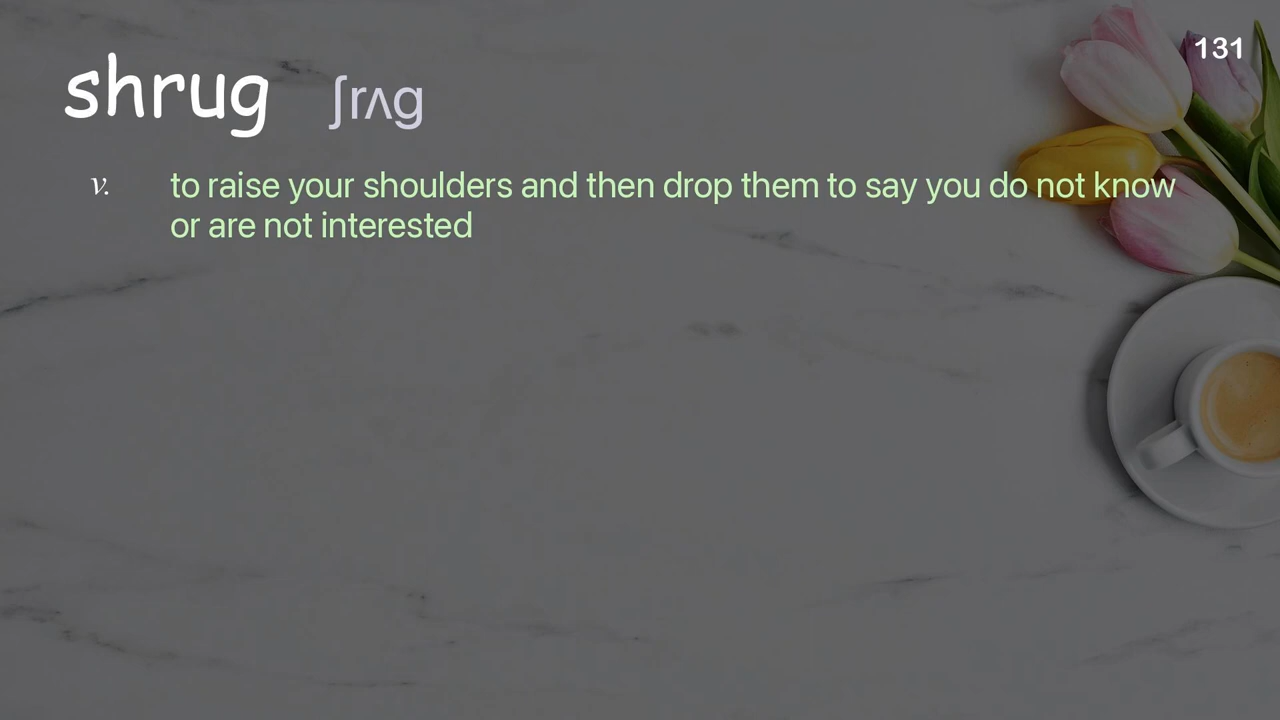 131
shrug ʃrʌg
v. to raise your shoulders and then drop them to say you do not know
or are not interested